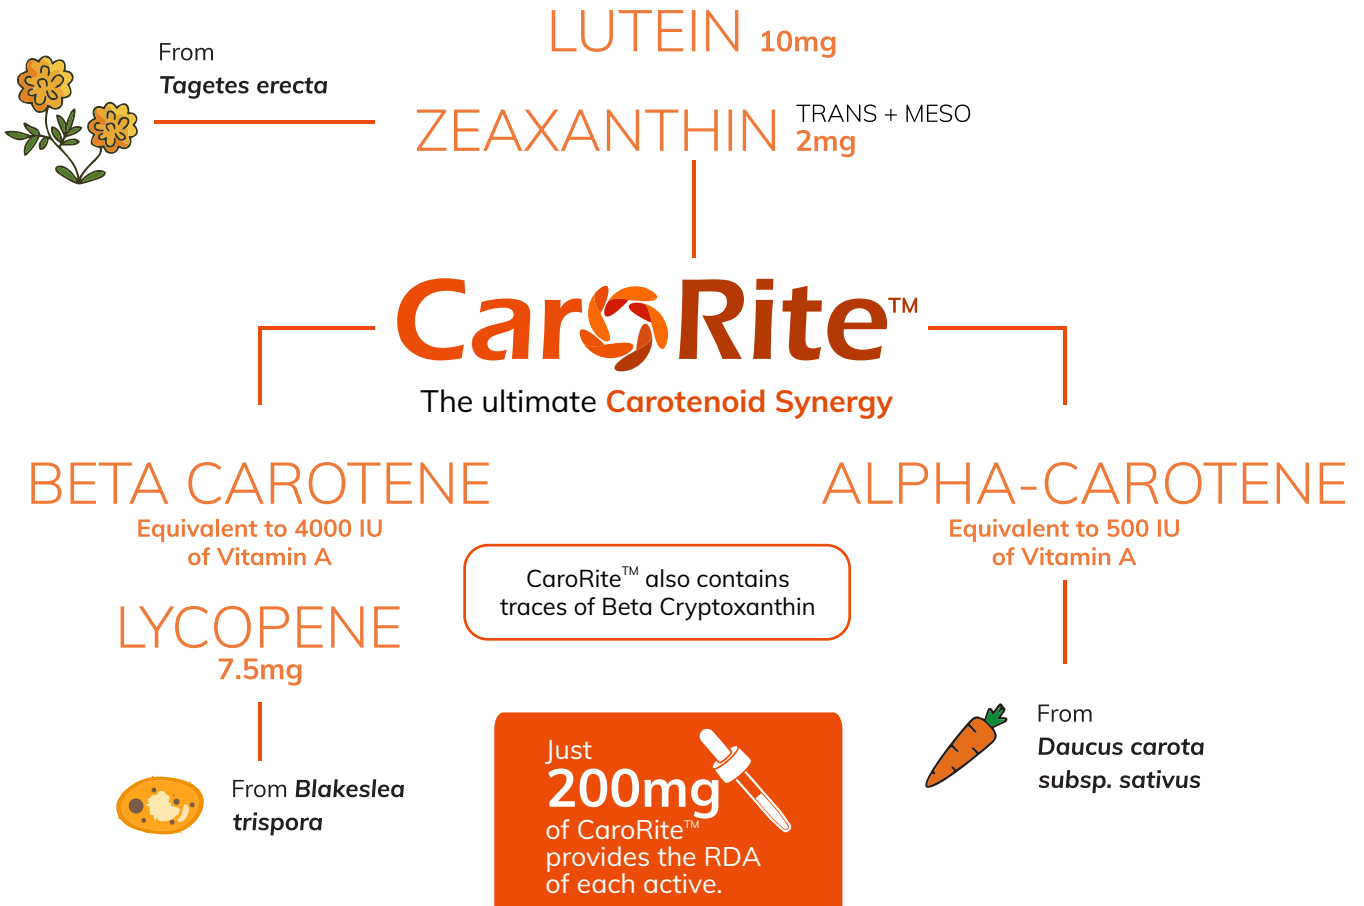 LUTEIN 10mg
From
Tagetes erecta
ZEAXANTHIN TRANS + MESO
2mg
CaroRite™
The ultimate Carotenoid Synergy
BETA CAROTENE
Equivalent to 4000 IU
of Vitamin A
LYCOPENE
7.5mg
From Blakeslea
trispora
ALPHA-CAROTENE
Equivalent to 500 IU
of Vitamin A
From
Daucus carota
subsp. sativus
CaroRite™ also contains
traces of Beta Cryptoxanthin
Just
200mg
of CaroRite™
provides the RDA
of each active.